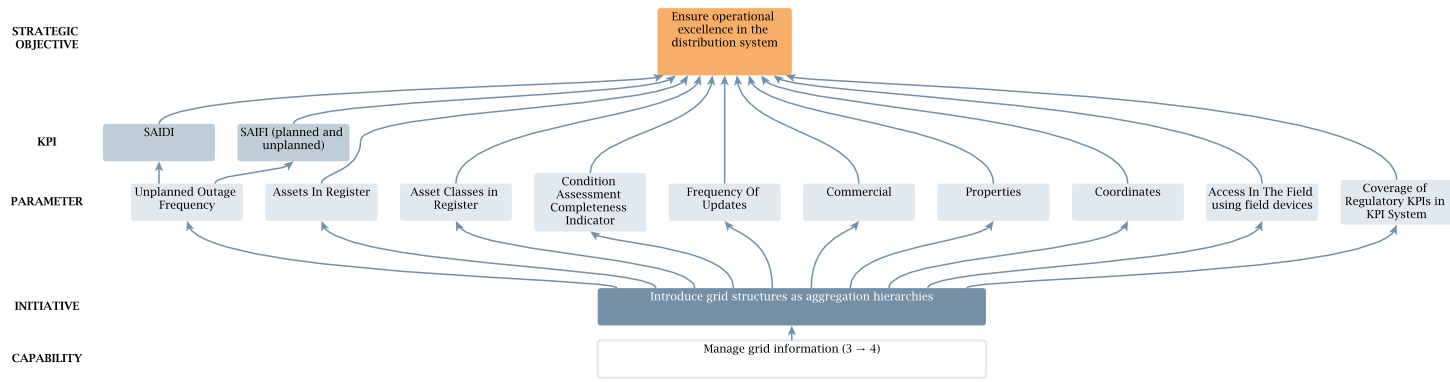 STRATEGIC
OBJECTIVE
Ensure operational
excellence in the
distribution system
KPI
SAIDI
SAIFI (planned and
unplanned)
PARAMETER
Unplanned Outage
Frequency
Assets In Register
Asset Classes in
Register
Condition
Assessment
Completeness
Indicator
Frequency Of
Updates
Commercial
Properties
Coordinates
Access In The Field
using field devices
Coverage of
Regulatory KPIs in
KPI System
INITIATIVE
Introduce grid structures as aggregation hierarchies
CAPABILITY
Manage grid information (3 → 4)